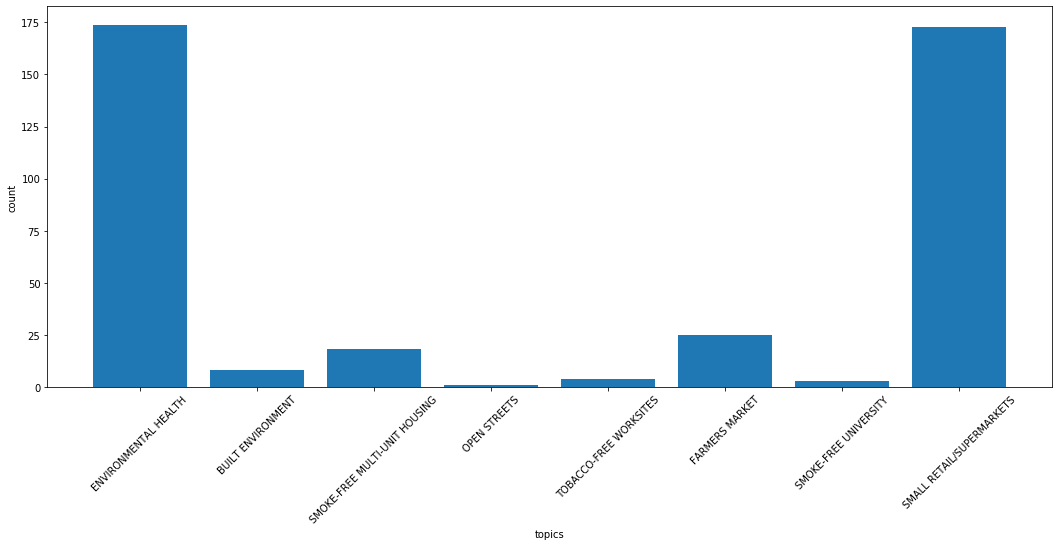 175
150
125
100
75
50
25
0
count
ENVIRONMENTAL HEALTH
BUILT ENVIRONMENT
SMOKE-FREE MULTI-UNIT HOUSING
OPEN STREETS
TOBACCO-FREE WORKSITES
FARMERS MARKET
SMOKE-FREE UNIVERSITY
SMALL RETAIL/SUPERMARKETS
topics